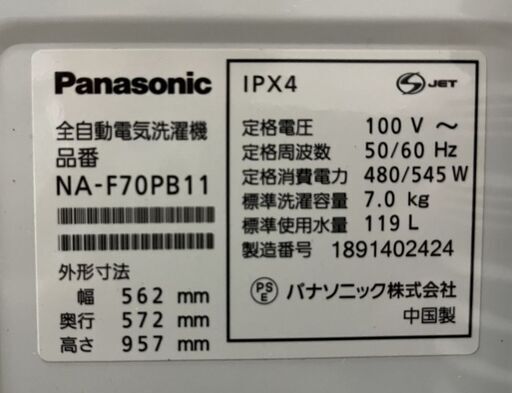 Panasonic
全自動電気洗濯機
品番
NA-F70PB11
外形寸法
幅 562 mm
奥行 572 mm
高さ 957 mm
IPX4
S JET
定格電圧 100 V ～
定格周波数 50/60 Hz
定格消費電力 480/545 W
標準洗濯容量 7.0 kg
標準使用水量 119 L
製造番号 1891402424
PS E パナソニック株式会社
中国製